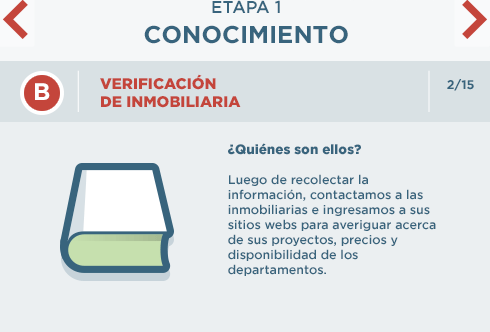 ETAPA 1
CONOCIMIENTO
B
VERIFICACIÓN
DE INMOBILIARIA
2/15
¿Quiénes son ellos?
Luego de recolectar la
información, contactamos a las
inmobiliarias e ingresamos a sus
sitios webs para averiguar acerca
de sus proyectos, precios y
disponibilidad de los
departamentos.